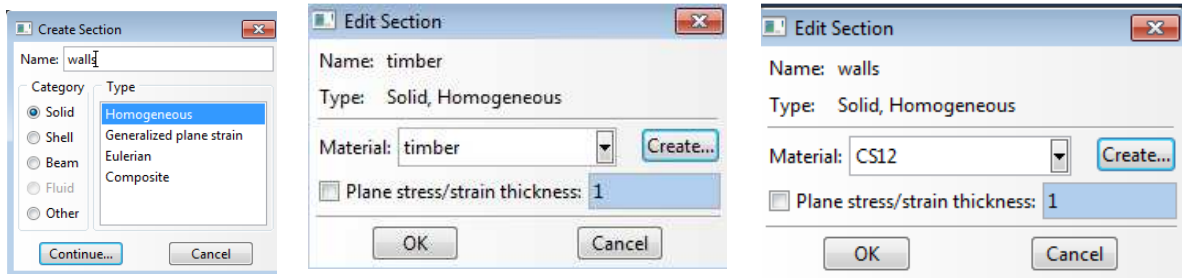 Create Section
Name: walls
Category Type
Solid
Shell
Beam
Fluid
Other
Homogeneous
Generalized plane strain
Eulerian
Composite
Continue... Cancel
Edit Section
Name: timber
Type: Solid, Homogeneous
Material: timber Create...
Plane stress/strain thickness: 1
OK Cancel
Edit Section
Name: walls
Type: Solid, Homogeneous
Material: CS12 Create...
Plane stress/strain thickness: 1
OK Cancel